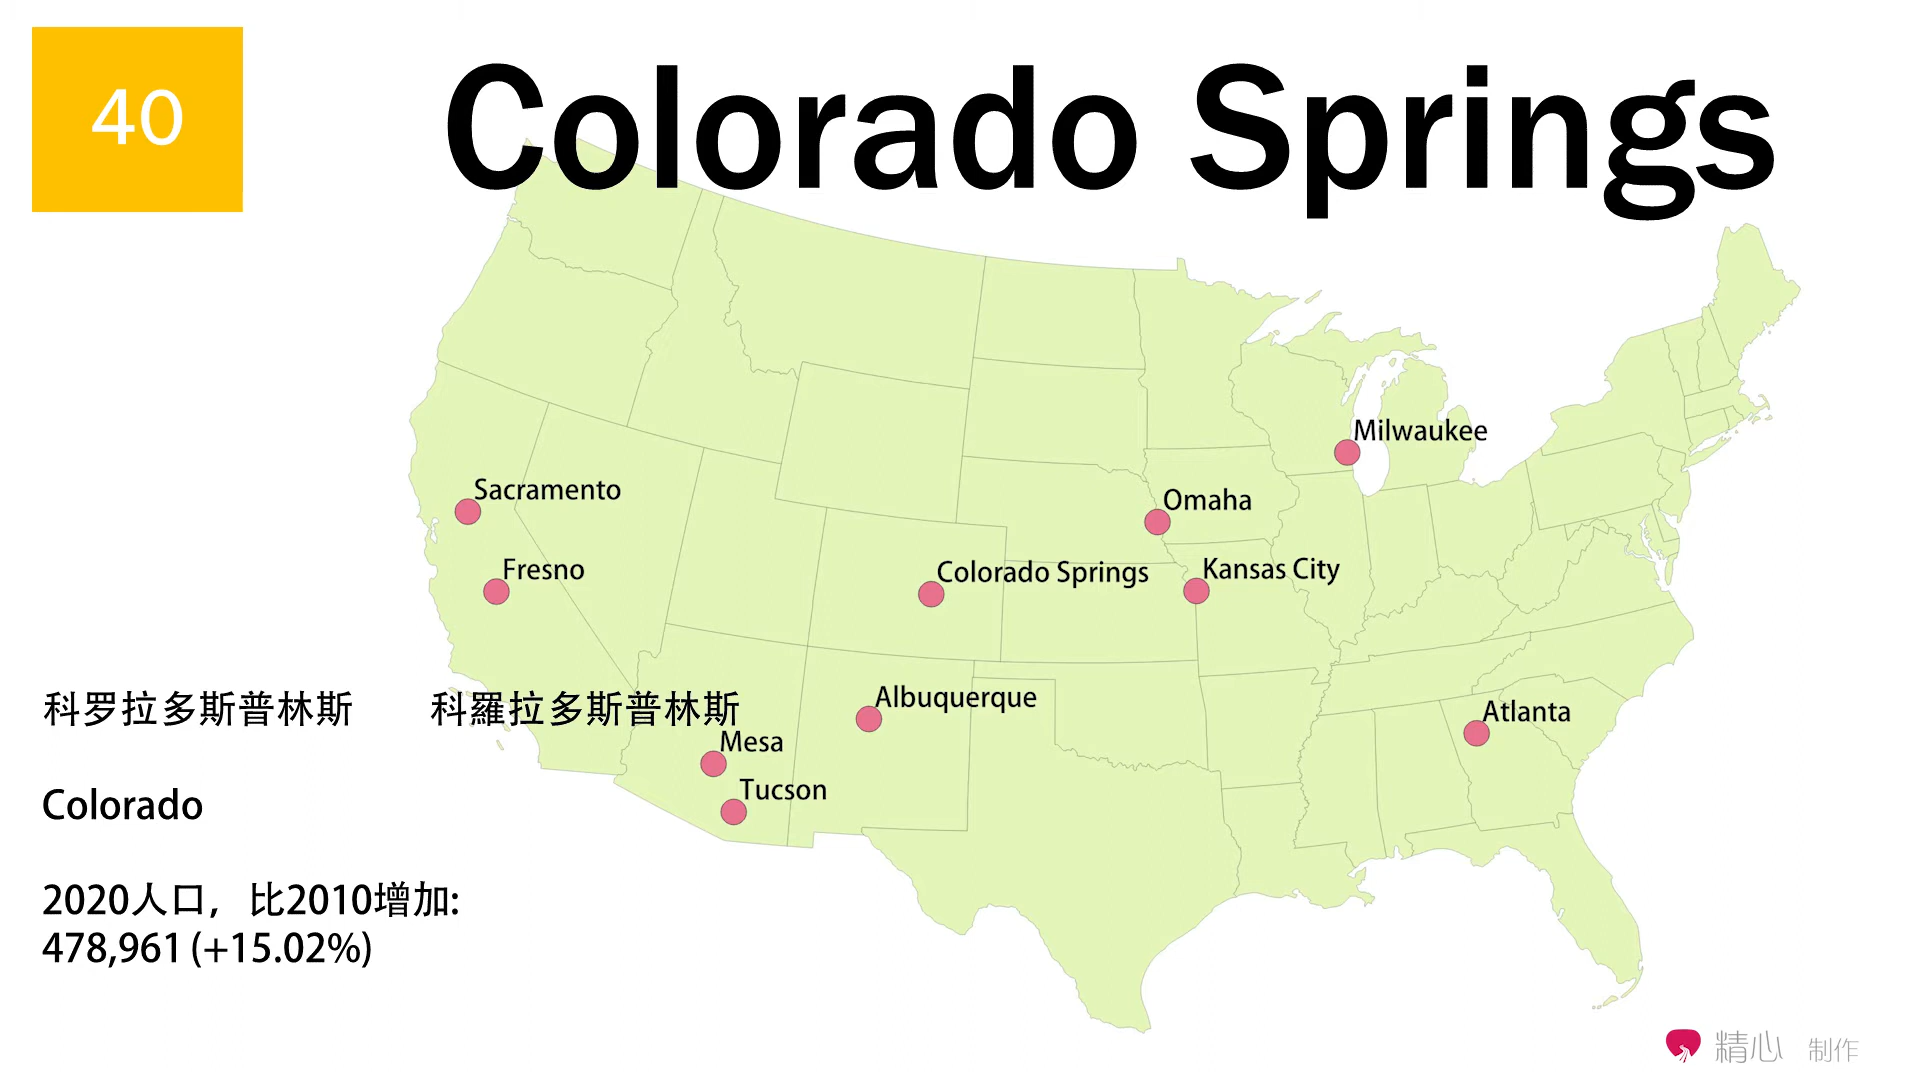 40
Colorado Springs
Milwaukee
Sacramento
Omaha
Fresno
Colorado Springs
Kansas City
科罗拉多斯普林斯 科羅拉多斯普林斯
Albuquerque
Atlanta
Mesa
Tucson
Colorado
2020人口，比2010增加:
478,961 (+15.02%)
精心 制作